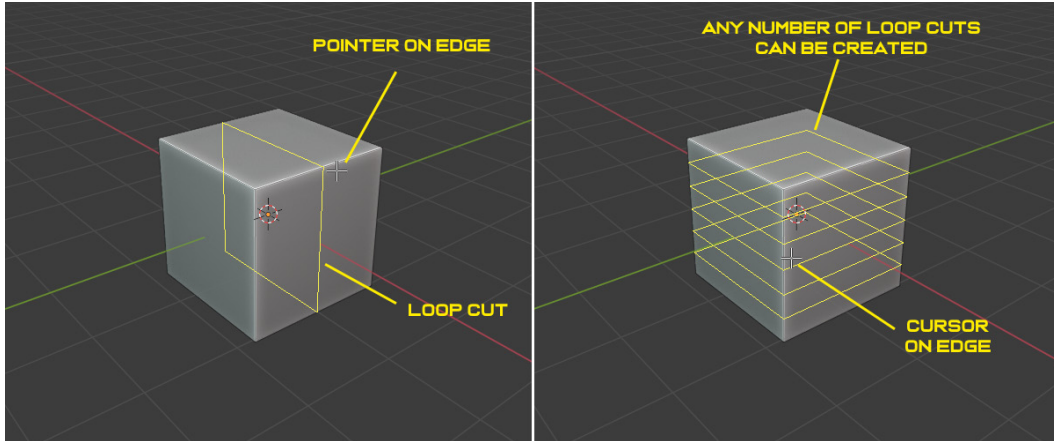 POINTER ON EDGE
LOOP CUT
ANY NUMBER OF LOOP CUTS
CAN BE CREATED
CURSOR
ON EDGE